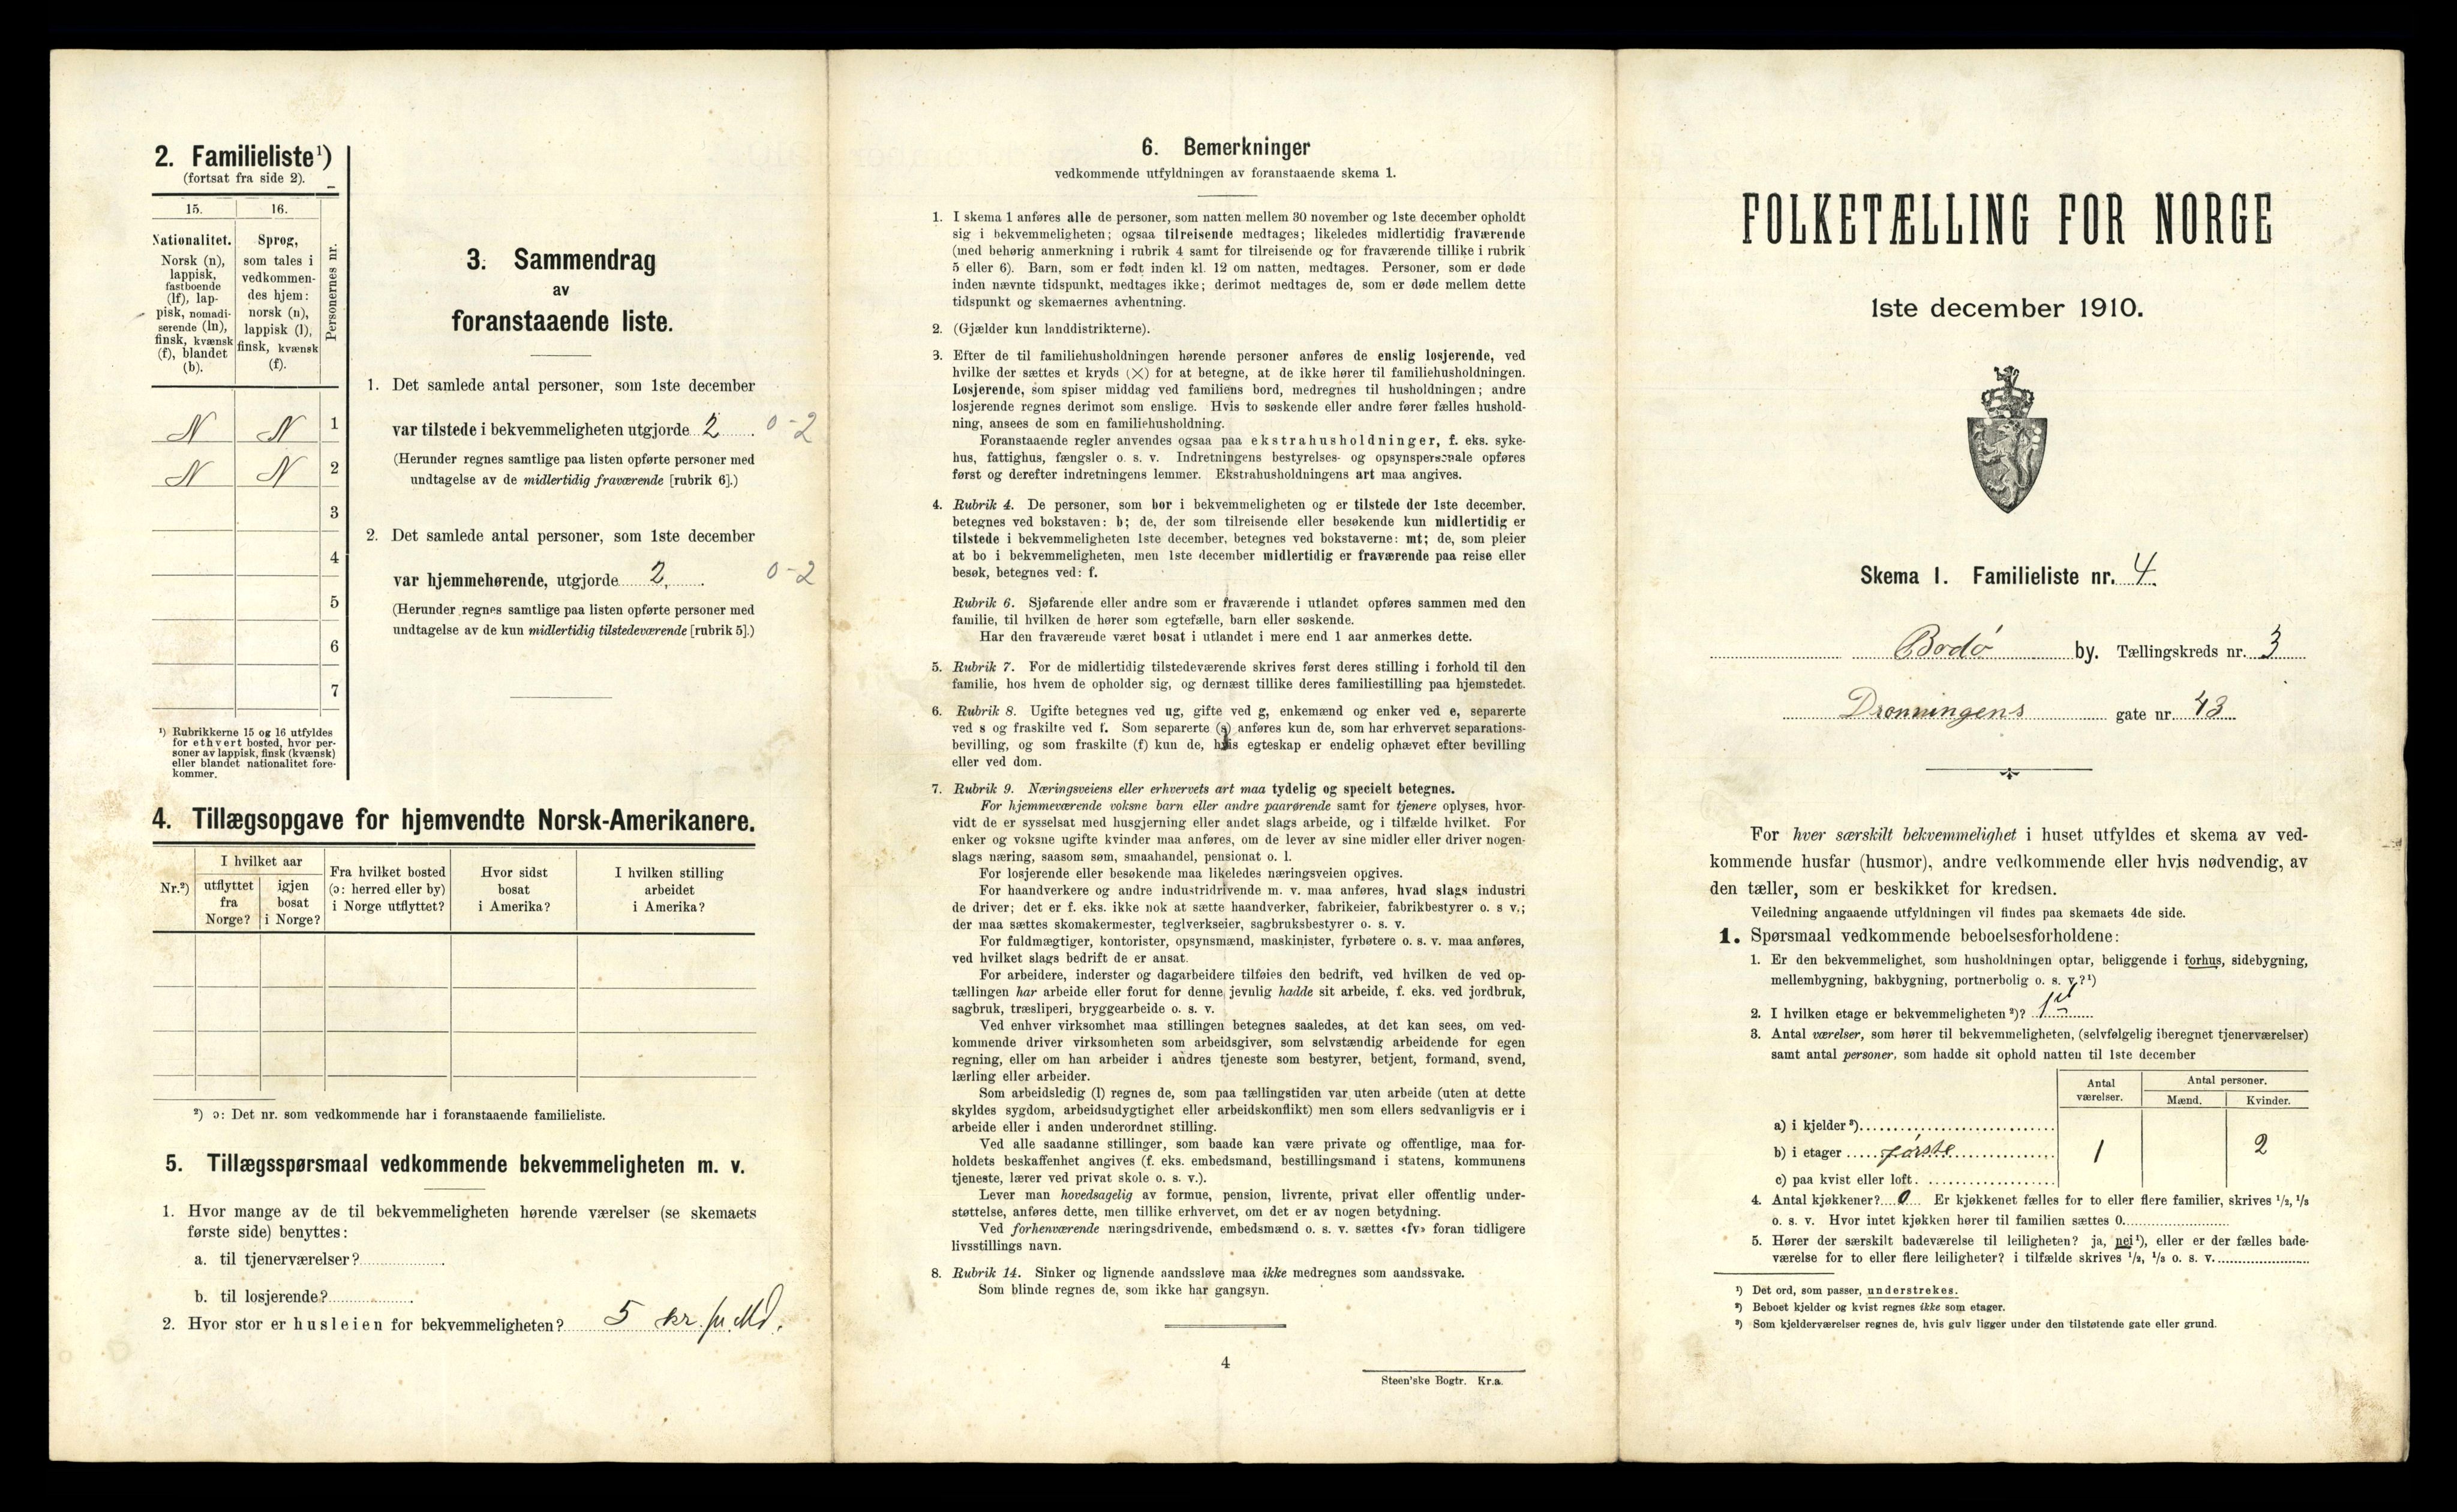 2. Familieliste¹)
(fortsat fra side 2).
15.
16.
Personernes nr.
Nationalitet.
Norsk (n),
lappisk,
fastboende
(lf), lap-
pisk, nomadi-
serende (ln),
finsk, kvænsk
(f), blandet
(b).
Sprog,
som tales i
vedkommen-
des hjem:
norsk (n),
lappisk (l),
finsk, kvænsk
(f).
N N 1
N N 2
3
4
5
6
7
¹) Rubrikkerne 15 og 16 utfyldes
for ethvert bosted, hvor per-
soner av lappisk, finsk (kvænsk)
eller blandet nationalitet fore-
kommer.
3. Sammendrag
av
foranstaaende liste.
1. Det samlede antal personer, som 1ste december
var tilstede i bekvemmeligheten utgjorde 2 . 0-2
(Herunder regnes samtlige paa listen opførte personer med
undtagelse av de midlertidig fraværende [rubrik 6].)
2. Det samlede antal personer, som 1ste december
var hjemmehørende, utgjorde 2 . 0-2
(Herunder regnes samtlige paa listen opførte personer med
undtagelse av de kun midlertidig tilstedeværende [rubrik 5].)
4. Tillægsopgave for hjemvendte Norsk-Amerikanere.
Nr.²)
I hvilket aar
utflyttet
fra
Norge?
igjen
bosat
i Norge?
Fra hvilket bosted
(ɔ: herred eller by)
i Norge utflyttet?
Hvor sidst
bosat
i Amerika?
I hvilken stilling
arbeidet
i Amerika?
²) ɔ: Det nr. som vedkommende har i foranstaaende familieliste.
5. Tillægsspørsmaal vedkommende bekvemmeligheten m. v.
1. Hvor mange av de til bekvemmeligheten hørende værelser (se skemaets
første side) benyttes:
a. til tjenerværelser?
b. til losjerende?
2. Hvor stor er husleien for bekvemmeligheten? 5 kr. pr. Md.
6. Bemerkninger
vedkommende utfyldningen av foranstaaende skema 1.
1. I skema 1 anføres alle de personer, som natten mellem 30 november og 1ste december opholdt
sig i bekvemmeligheten; ogsaa tilreisende medtages; likeledes midlertidig fraværende
(med behørig anmerkning i rubrik 4 samt for tilreisende og for fraværende tillike i rubrik
5 eller 6). Barn, som er født inden kl. 12 om natten, medtages. Personer, som er døde
inden nævnte tidspunkt, medtages ikke; derimot medtages de, som er døde mellem dette
tidspunkt og skemaernes avhentning.
2. (Gjælder kun landdistrikterne).
3. Efter de til familiehusholdningen hørende personer anføres de enslig losjerende, ved
hvilke der sættes et kryds (×) for at betegne, at de ikke hører til familiehusholdningen.
Losjerende, som spiser middag ved familiens bord, medregnes til husholdningen; andre
losjerende regnes derimot som enslige. Hvis to søskende eller andre fører fælles hushold-
ning, ansees de som en familiehusholdning.
Foranstaaende regler anvendes ogsaa paa ekstrahusholdninger, f. eks. syke-
hus, fattighus, fængsler o. s. v. Indretningens bestyrelses- og opsynspersonale opføres
først og derefter indretningens lemmer. Ekstrahusholdningens art maa angives.
4. Rubrik 4. De personer, som bor i bekvemmeligheten og er tilstede der 1ste december,
betegnes ved bokstaven: b; de, der som tilreisende eller besøkende kun midlertidig er
tilstede i bekvemmeligheten 1ste december, betegnes ved bokstaverne: mt; de, som pleier
at bo i bekvemmeligheten, men 1ste december midlertidig er fraværende paa reise eller
besøk, betegnes ved: f.
Rubrik 6. Sjøfarende eller andre som er fraværende i utlandet opføres sammen med den
familie, til hvilken de hører som egtefælle, barn eller søskende.
Har den fraværende været bosat i utlandet i mere end 1 aar anmerkes dette.
5. Rubrik 7. For de midlertidig tilstedeværende skrives først deres stilling i forhold til den
familie, hos hvem de opholder sig, og dernæst tillike deres familiestilling paa hjemstedet.
6. Rubrik 8. Ugifte betegnes ved ug, gifte ved g, enkemænd og enker ved e, separerte
ved s og fraskilte ved f. Som separerte (s) anføres kun de, som har erhvervet separations-
bevilling, og som fraskilte (f) kun de, hvis egteskap er endelig ophævet efter bevilling
eller ved dom.
7. Rubrik 9. Næringsveiens eller erhvervets art maa tydelig og specielt betegnes.
For hjemmeværende voksne barn eller andre paarørende samt for tjenere oplyses, hvor-
vidt de er sysselsat med husgjerning eller andet slags arbeide, og i tilfælde hvilket. For
enker og voksne ugifte kvinder maa anføres, om de lever av sine midler eller driver nogen-
slags næring, saasom søm, smaahandel, pensionat o. l.
For losjerende eller besøkende maa likeledes næringsveien opgives.
For haandverkere og andre industridrivende m. v. maa anføres, hvad slags industri
de driver; det er f. eks. ikke nok at sætte haandverker, fabrikeier, fabrikbestyrer o. s v.;
der maa sættes skomakermester, teglverkseier, sagbruksbestyrer o. s. v.
For fuldmægtiger, kontorister, opsynsmænd, maskinister, fyrbøtere o. s. v. maa anføres,
ved hvilket slags bedrift de er ansat.
For arbeidere, inderster og dagarbeidere tilføies den bedrift, ved hvilken de ved op-
tællingen har arbeide eller forut for denne jevnlig hadde sit arbeide, f. eks. ved jordbruk,
sagbruk, træsliperi, bryggearbeide o. s. v.
Ved enhver virksomhet maa stillingen betegnes saaledes, at det kan sees, om ved-
kommende driver virksomheten som arbeidsgiver, som selvstændig arbeidende for egen
regning, eller om han arbeider i andres tjeneste som bestyrer, betjent, formand, svend,
lærling eller arbeider.
Som arbeidsledig (l) regnes de, som paa tællingstiden var uten arbeide (uten at dette
skyldes sygdom, arbeidsudygtighet eller arbeidskonflikt) men som ellers sedvanligvis er i
arbeide eller i anden underordnet stilling.
Ved alle saadanne stillinger, som baade kan være private og offentlige, maa for-
holdets beskaffenhet angives (f. eks. embedsmand, bestillingsmand i statens, kommunens
tjeneste, lærer ved privat skole o. s. v.).
Lever man hovedsagelig av formue, pension, livrente, privat eller offentlig under-
støttelse, anføres dette, men tillike erhvervet, om det er av nogen betydning.
Ved forhenværende næringsdrivende, embedsmænd o. s. v. sættes «fv» foran tidligere
livsstillings navn.
8. Rubrik 14. Sinker og lignende aandssløve maa ikke medregnes som aandssvake.
Som blinde regnes de, som ikke har gangsyn.
4
Steen'ske Bogtr. Kr.a.
FOLKETÆLLING FOR NORGE
1ste december 1910.
Skema 1. Familieliste nr. 4.
Bodø by. Tællingskreds nr. 3
Dronningens gate nr. 43
For hver særskilt bekvemmelighet i huset utfyldes et skema av ved-
kommende husfar (husmor), andre vedkommende eller hvis nødvendig, av
den tæller, som er beskikket for kredsen.
Veiledning angaaende utfyldningen vil findes paa skemaets 4de side.
1. Spørsmaal vedkommende beboelsesforholdene:
1. Er den bekvemmelighet, som husholdningen optar, beliggende i forhus, sidebygning,
mellembygning, bakbygning, portnerbolig o. s. v.?¹)
2. I hvilken etage er bekvemmeligheten²)? 1st
3. Antal værelser, som hører til bekvemmeligheten, (selvfølgelig iberegnet tjenerværelser)
samt antal personer, som hadde sit ophold natten til 1ste december
Antal
værelser.
Antal personer.
Mænd. Kvinder.
a) i kjelder³)
b) i etager første 1 2
c) paa kvist eller loft.
4. Antal kjøkkener? 0 Er kjøkkenet fælles for to eller flere familier, skrives ¹/₂, ¹/₃
o. s. v. Hvor intet kjøkken hører til familien sættes 0.
5. Hører der særskilt badeværelse til leiligheten? ja, nei¹), eller er der fælles bade-
værelse for to eller flere leiligheter? i tilfælde skrives ¹/₂, ¹/₃ o. s. v.
¹) Det ord, som passer, understrekes.
²) Beboet kjelder og kvist regnes ikke som etager.
³) Som kjelderværelser regnes de, hvis gulv ligger under den tilstøtende gate eller grund.